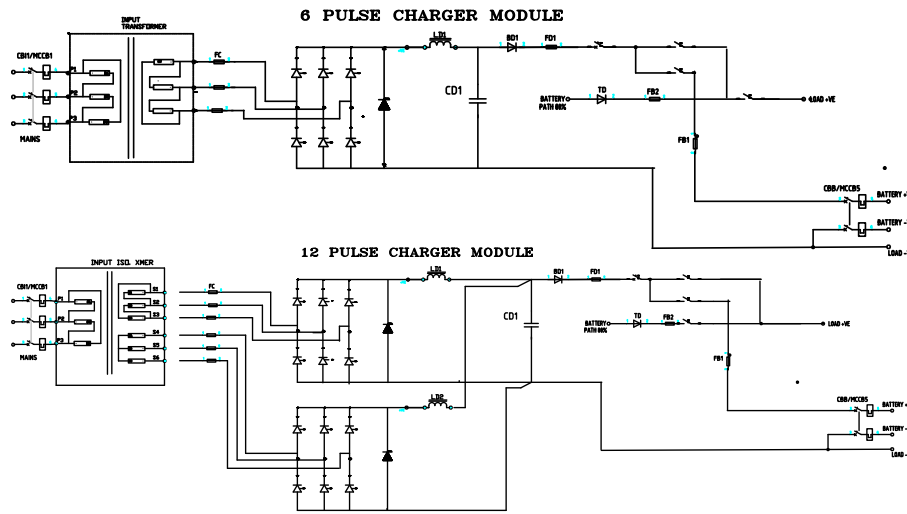 6 PULSE CHARGER MODULE
INPUT
TRANSFORMER
CBI1/MCCB1
P1
P2
P3
MAINS
FC
LD1
CD1
BD1
FD1
BATTERY
PATH 80%
TD
FB2
LOAD +VE
FB1
CBB/MCCB5
BATTERY +
BATTERY -
LOAD -
12 PULSE CHARGER MODULE
INPUT ISO. XMER
CBI1/MCCB1
P1
P2
P3
MAINS
S1
S2
S3
S4
S5
S6
FC
LD1
LD2
CD1
BD1
FD1
BATTERY
PATH 80%
TD
FB2
LOAD +VE
FB1
CBB/MCCB5
BATTERY +
BATTERY -
LOAD -